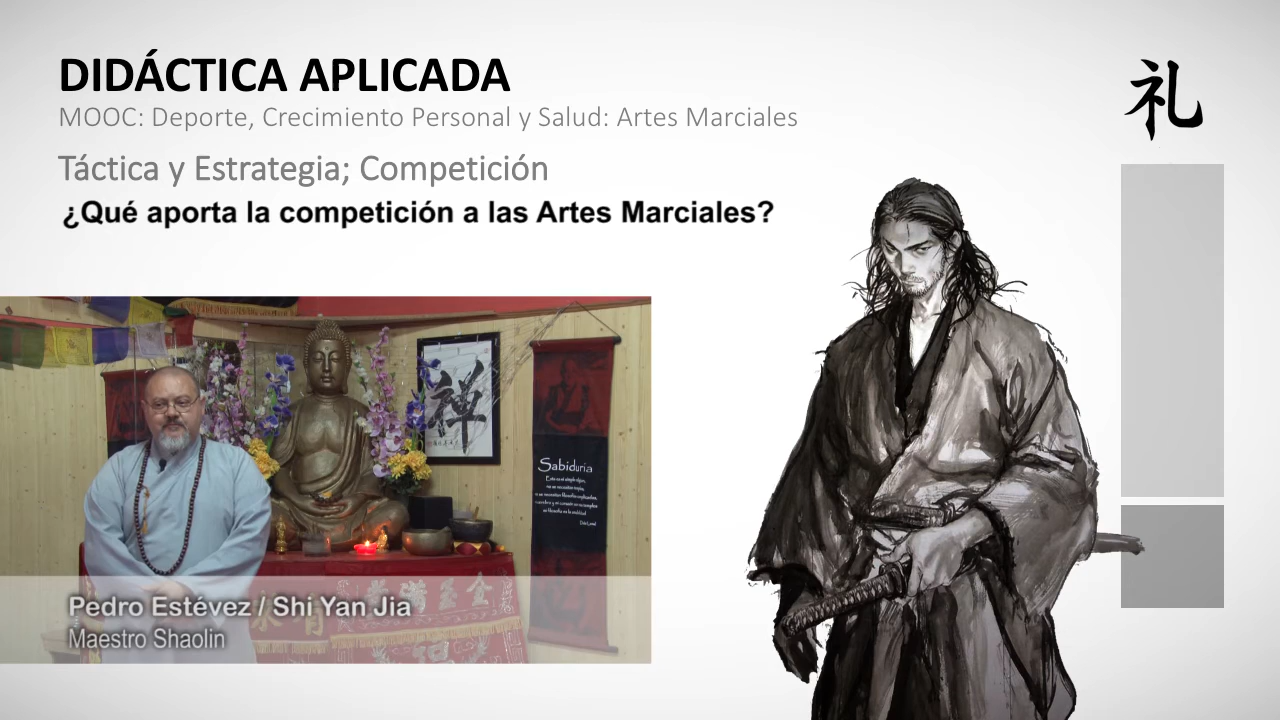 DIDÁCTICA APLICADA
MOOC: Deporte, Crecimiento Personal y Salud: Artes Marciales
礼
Táctica y Estrategia; Competición
¿Qué aporta la competición a las Artes Marciales?
禅
Sabiduria
Pedro Estévez / Shi Yan Jia
Maestro Shaolin